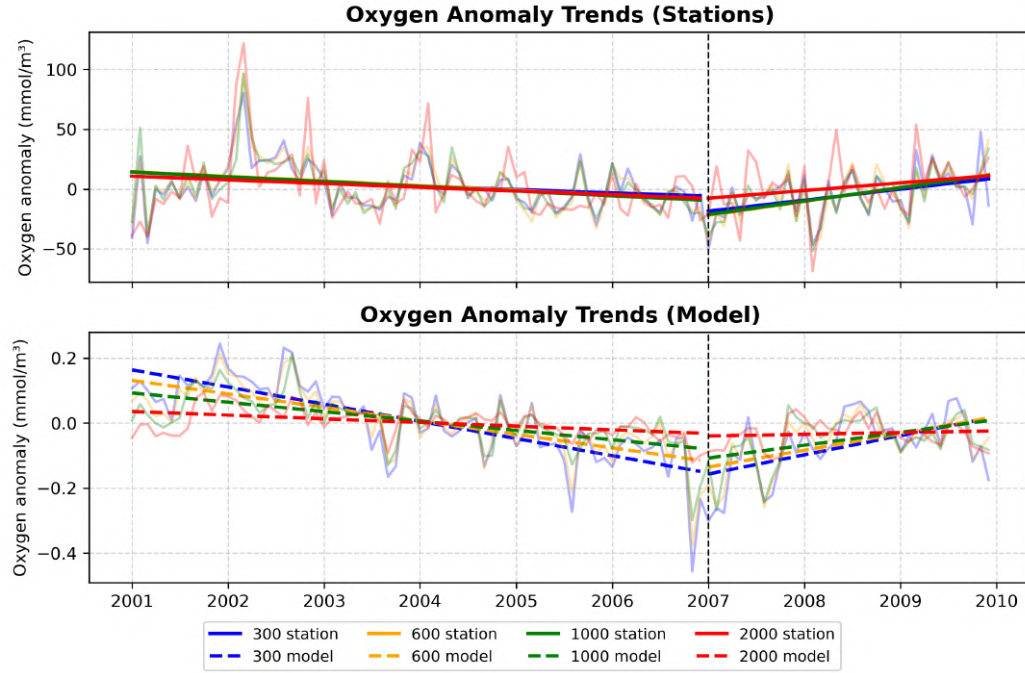 Oxygen Anomaly Trends (Stations)
Oxygen anomaly (mmol/m³)
100
50
0
−50
Oxygen Anomaly Trends (Model)
Oxygen anomaly (mmol/m³)
0.2
0.0
−0.2
−0.4
2001 2002 2003 2004 2005 2006 2007 2008 2009 2010
300 station 600 station 1000 station 2000 station
300 model 600 model 1000 model 2000 model